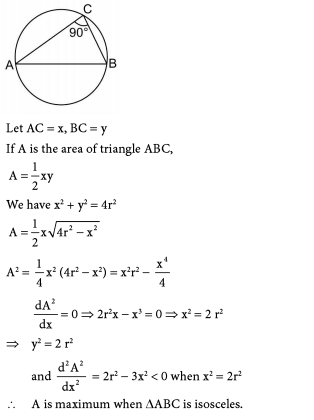 C
90°
A
B
Let AC = x, BC = y
If A is the area of triangle ABC,
A = 1/2 xy
We have x² + y² = 4r²
A = 1/2 x√(4r² − x²)
A² = 1/4 x² (4r² − x²) = x²r² − x⁴/4
dA²/dx = 0 ⇒ 2r²x − x³ = 0 ⇒ x² = 2 r²
⇒ y² = 2 r²
and d²A²/dx² = 2r² − 3x² < 0 when x² = 2r²
∴ A is maximum when ΔABC is isosceles.